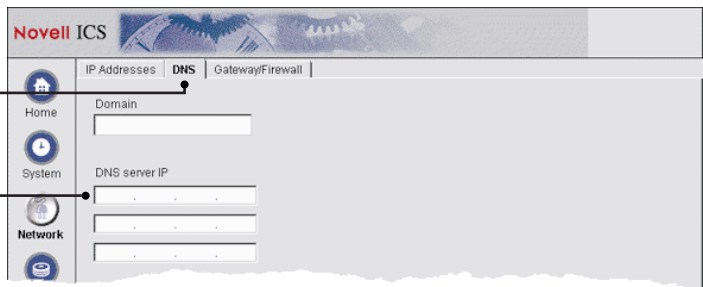 Novell ICS
IP Addresses DNS Gateway/Firewall
Home
Domain
System
DNS server IP
. . .
Network
. . .
. . .